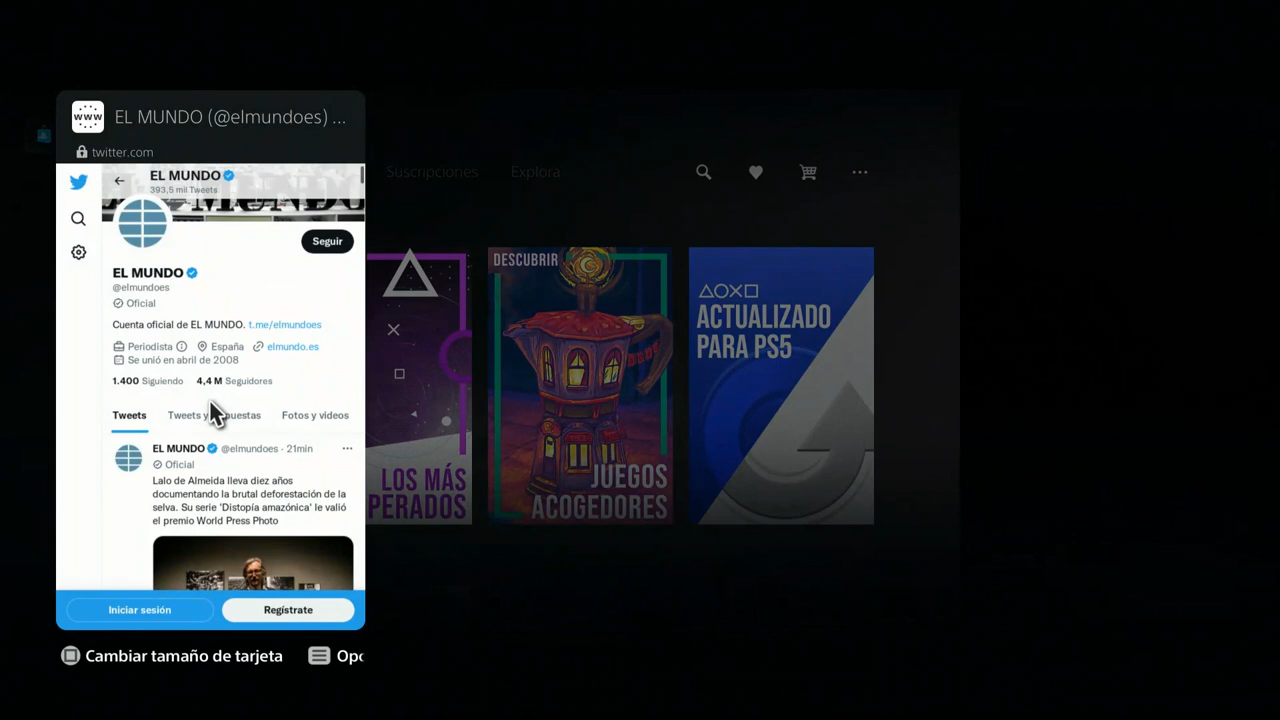 www
EL MUNDO (@elmundoes) ...
twitter.com
EL MUNDO
393,5 mil Tweets
Seguir
EL MUNDO
@elmundoes
Oficial
Cuenta oficial de EL MUNDO. t.me/elmundoes
Periodista España elmundo.es
Se unió en abril de 2008
1.400 Siguiendo 4,4 M Seguidores
Tweets Tweets y uestas Fotos y videos
EL MUNDO @elmundoes · 21min
Oficial
Lalo de Almeida lleva diez años
documentando la brutal deforestación de la
selva. Su serie 'Distopía amazónica' le valió
el premio World Press Photo
Iniciar sesión Regístrate
Cambiar tamaño de tarjeta Opc
Suscripciones Explora
LOS MÁS
PERADOS
DESCUBRIR
JUEGOS
ACOGEDORES
ACTUALIZADO
PARA PS5